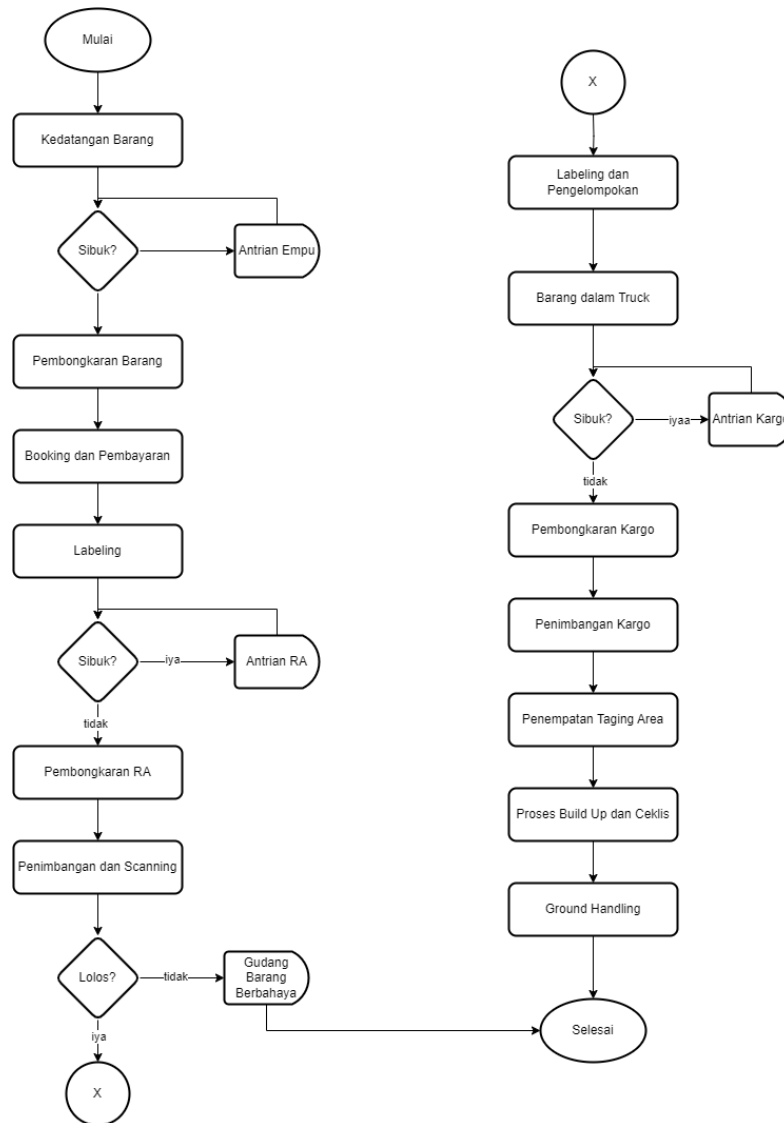 Mulai
Kedatangan Barang
Sibuk?
Antrian Empu
Pembongkaran Barang
Booking dan Pembayaran
Labeling
Sibuk?
iya
Antrian RA
tidak
Pembongkaran RA
Penimbangan dan Scanning
Lolos?
tidak
Gudang
Barang
Berbahaya
iya
X
X
Labeling dan
Pengelompokan
Barang dalam Truck
Sibuk?
iyaa
Antrian Kargo
tidak
Pembongkaran Kargo
Penimbangan Kargo
Penempatan Taging Area
Proses Build Up dan Ceklis
Ground Handling
Selesai